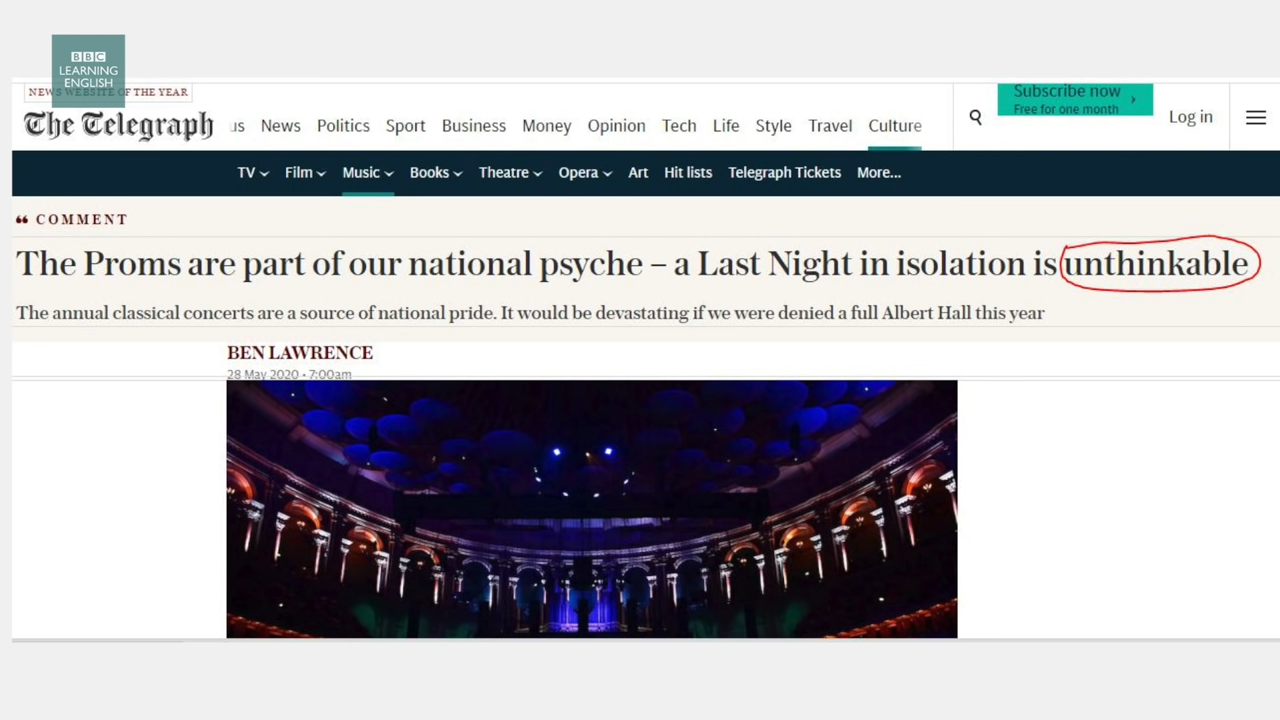 BBC
LEARNING
ENGLISH
NEWS WEBSITE OF THE YEAR
The Telegraph
us News Politics Sport Business Money Opinion Tech Life Style Travel Culture
Subscribe now
Free for one month
Log in
TV Film Music Books Theatre Opera Art Hit lists Telegraph Tickets More...
❝ COMMENT
The Proms are part of our national psyche – a Last Night in isolation is unthinkable
The annual classical concerts are a source of national pride. It would be devastating if we were denied a full Albert Hall this year
BEN LAWRENCE
28 May 2020 • 7:00am